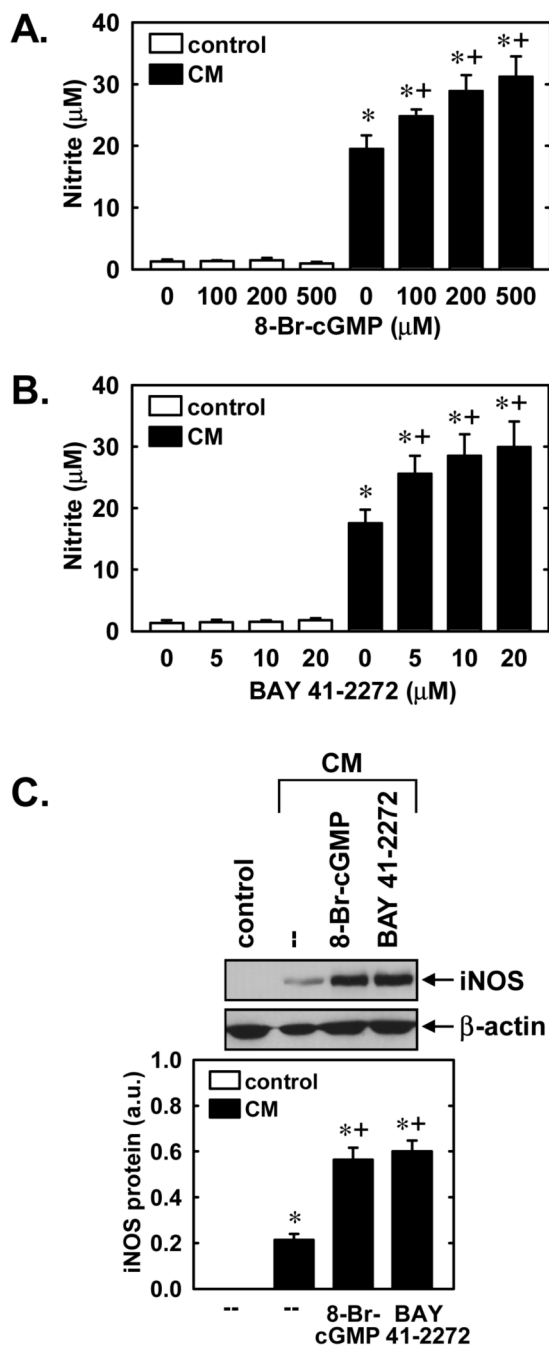 A.
control
CM
Nitrite (μM)
40
30
20
10
0
* *+ *+ *+
0 100 200 500 0 100 200 500
8-Br-cGMP (μM)
B.
control
CM
Nitrite (μM)
40
30
20
10
0
* *+ *+ *+
0 5 10 20 0 5 10 20
BAY 41-2272 (μM)
C.
CM
control
--
8-Br-cGMP
BAY 41-2272
iNOS
β-actin
control
CM
iNOS protein (a.u.)
1.0
0.8
0.6
0.4
0.2
0.0
* *+ *+
-- -- 8-Br- BAY
cGMP 41-2272